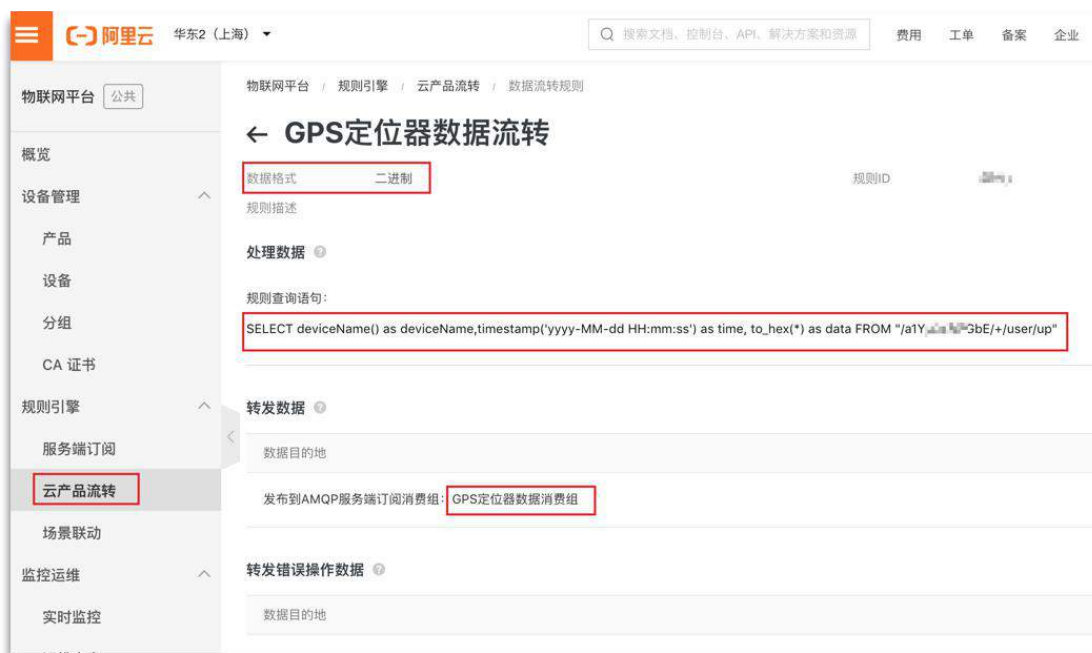 阿里云 华东2（上海） 搜索文档、控制台、API、解决方案和资源 费用 工单 备案 企业
物联网平台 公共
概览
设备管理
产品
设备
分组
CA 证书
规则引擎
服务端订阅
云产品流转
场景联动
监控运维
实时监控
物联网平台 / 规则引擎 / 云产品流转 / 数据流转规则
← GPS定位器数据流转
数据格式 二进制 规则ID
规则描述
处理数据
规则查询语句：
SELECT deviceName() as deviceName,timestamp('yyyy-MM-dd HH:mm:ss') as time, to_hex(*) as data FROM "/a1Y GbE/+/user/up"
转发数据
数据目的地
发布到AMQP服务端订阅消费组：GPS定位器数据消费组
转发错误操作数据
数据目的地